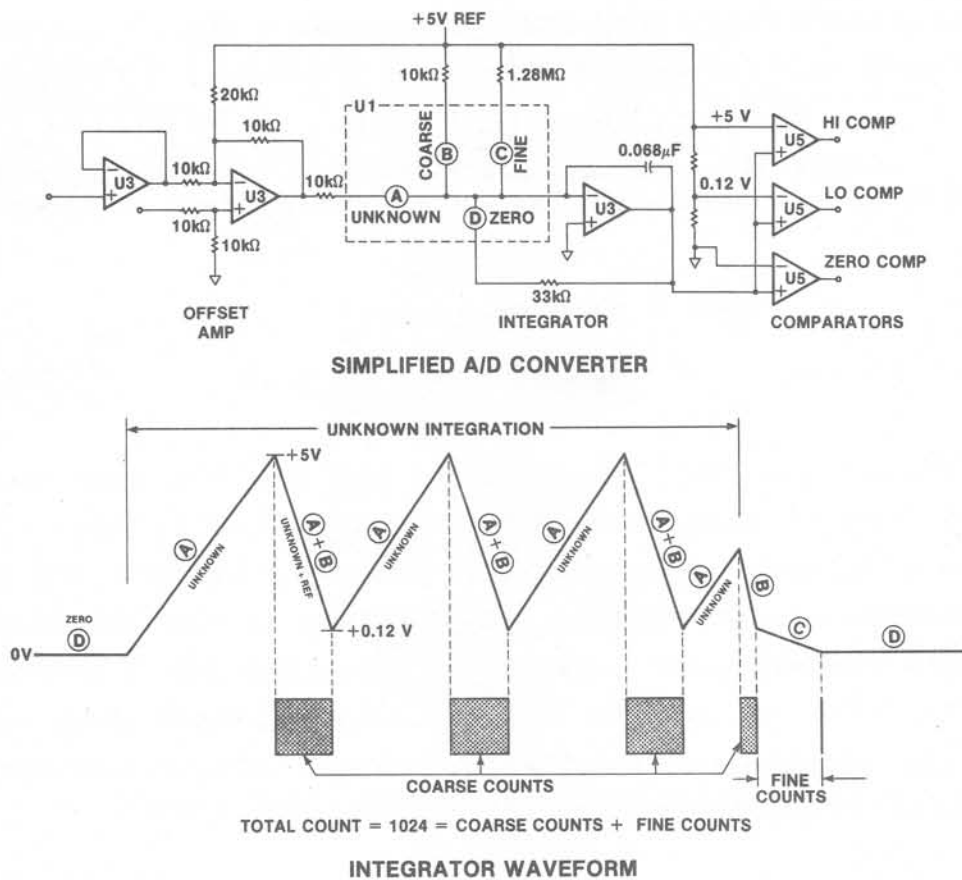 +5V REF
10kΩ
1.28MΩ
20kΩ
U1
COARSE
B
C
FINE
+5 V
HI COMP
U5
10kΩ
0.068μF
U3
10kΩ
U3
10kΩ
A
UNKNOWN
D
ZERO
U3
0.12 V
LO COMP
U5
10kΩ
10kΩ
ZERO COMP
U5
33kΩ
OFFSET
AMP
INTEGRATOR
COMPARATORS
SIMPLIFIED A/D CONVERTER
UNKNOWN INTEGRATION
+5V
A
UNKNOWN
A+B
UNKNOWN + REF
A
UNKNOWN
A+B
A
UNKNOWN
A+B
A
UNKNOWN
B
+0.12 V
ZERO
D
0V
C
D
COARSE COUNTS
FINE
COUNTS
TOTAL COUNT = 1024 = COARSE COUNTS + FINE COUNTS
INTEGRATOR WAVEFORM